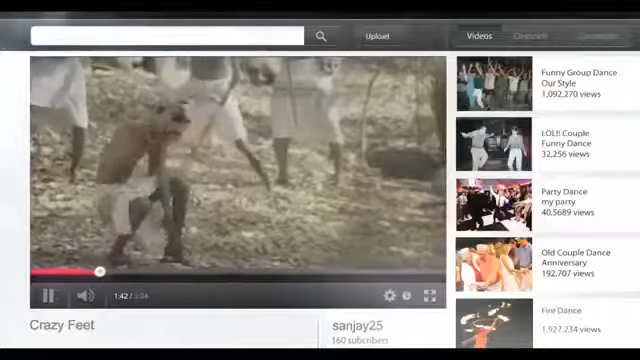 Upload
Videos
Channels
1:42 / 3:04
Crazy Feet
sanjay25
160 subcribers
Funny Group Dance
Our Style
1,092,270 views
LOL!! Couple
Funny Dance
32,256 views
Party Dance
my party
40,5689 views
Old Couple Dance
Anniversary
192,707 views
Fire Dance
1,927,234 views